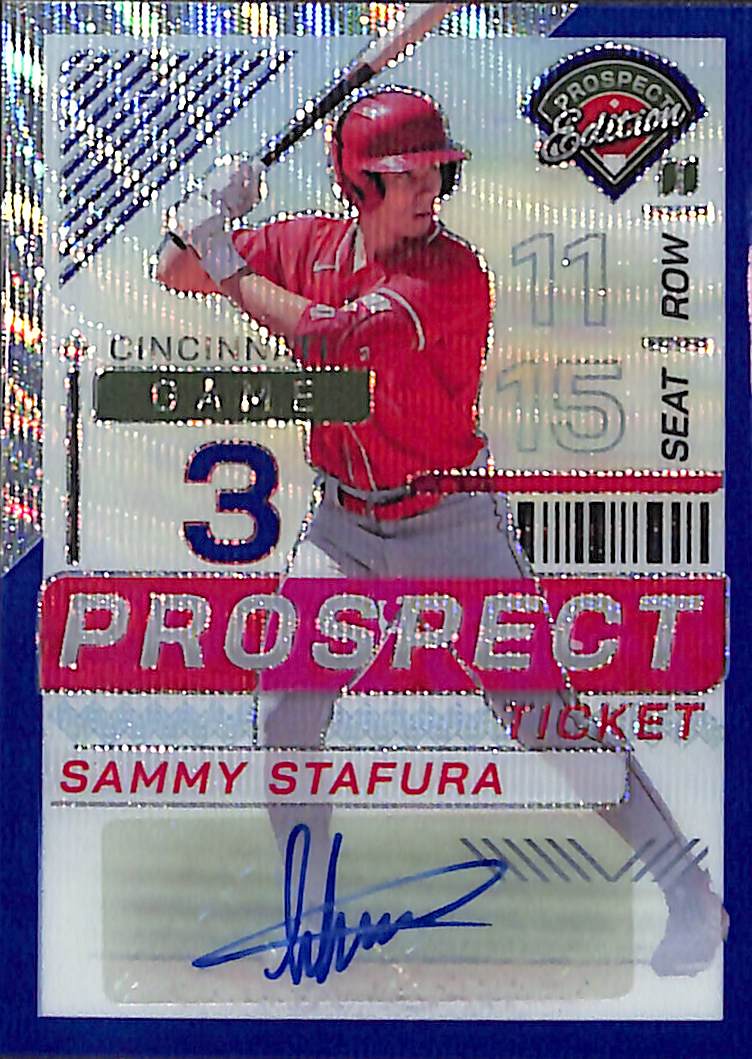 PROSPECT
Edition
11
ROW
15
SEAT
CINCINNATI
GAME
3
PROSPECT
TICKET
SAMMY STAFURA